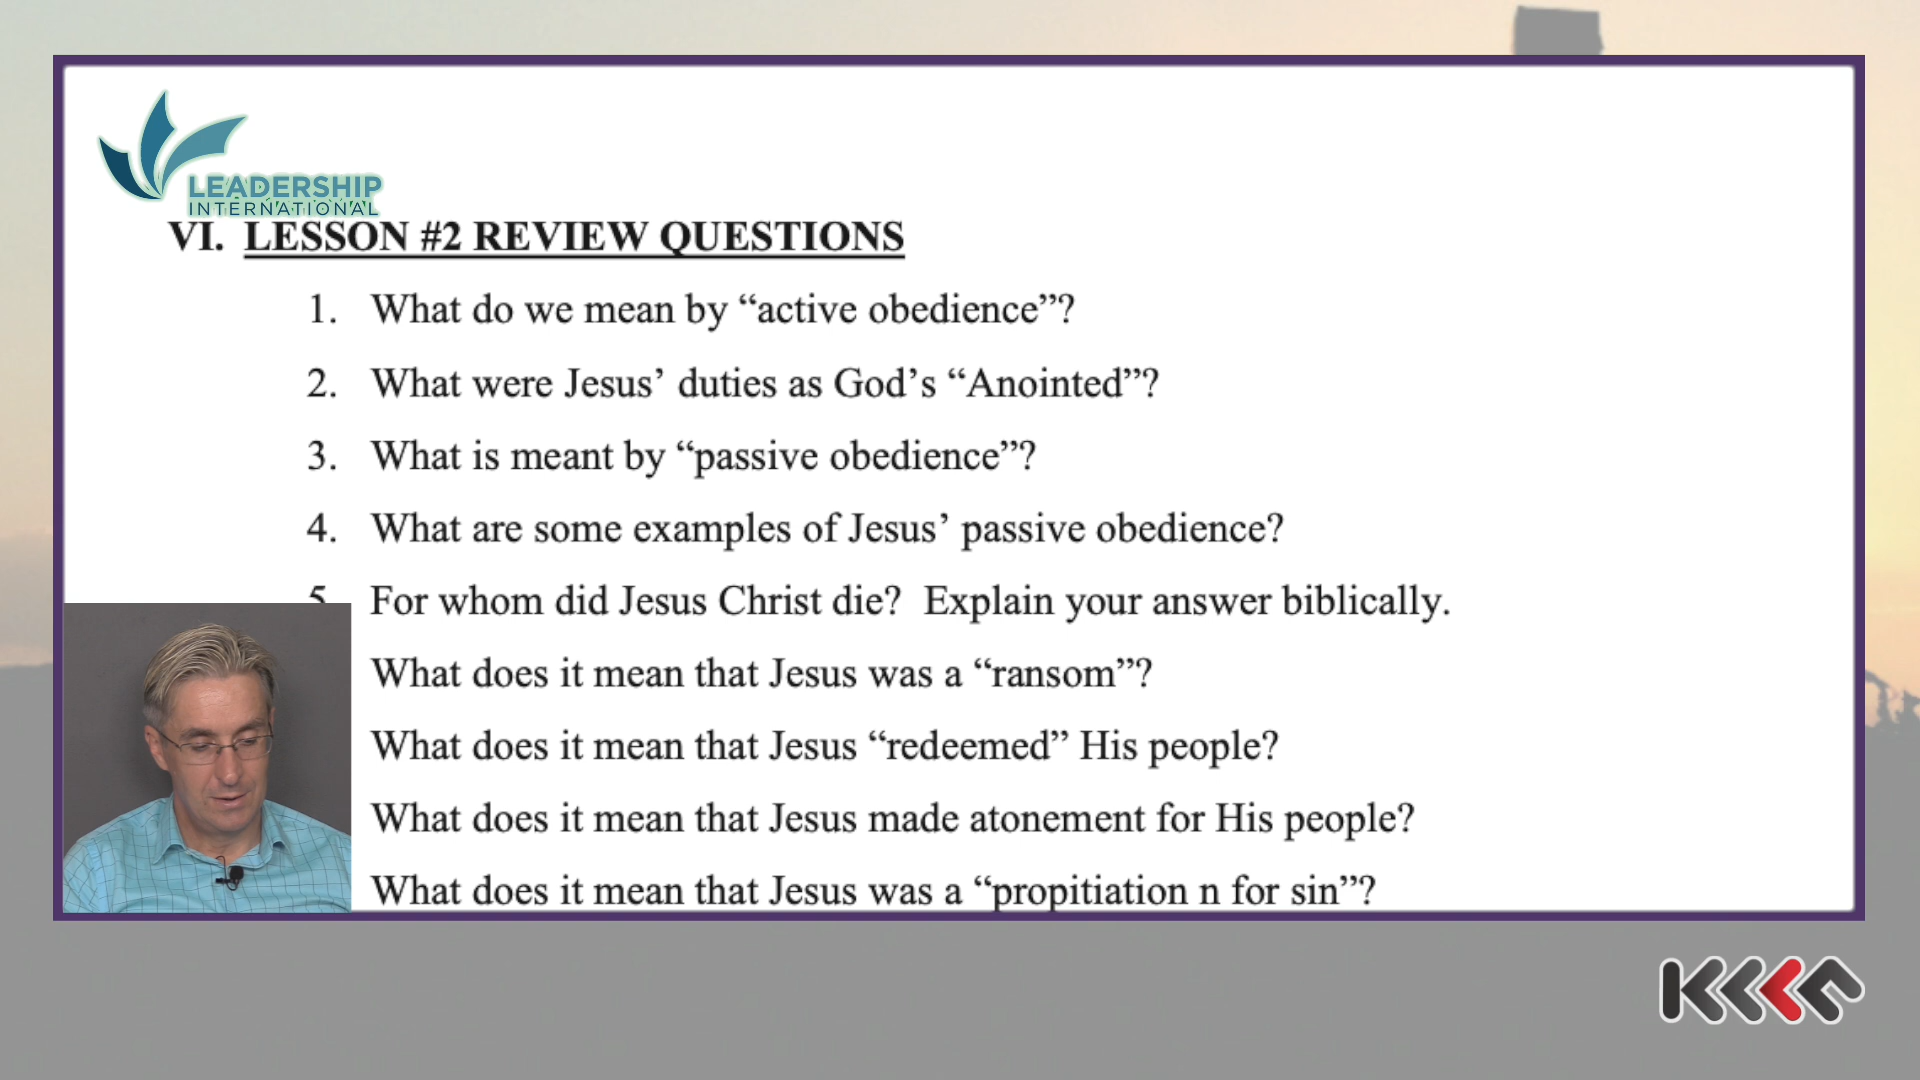 LEADERSHIP
INTERNATIONAL
VI. LESSON #2 REVIEW QUESTIONS
1. What do we mean by “active obedience”?
2. What were Jesus’ duties as God’s “Anointed”?
3. What is meant by “passive obedience”?
4. What are some examples of Jesus’ passive obedience?
5 For whom did Jesus Christ die? Explain your answer biblically.
What does it mean that Jesus was a “ransom”?
What does it mean that Jesus “redeemed” His people?
What does it mean that Jesus made atonement for His people?
What does it mean that Jesus was a “propitiation n for sin”?